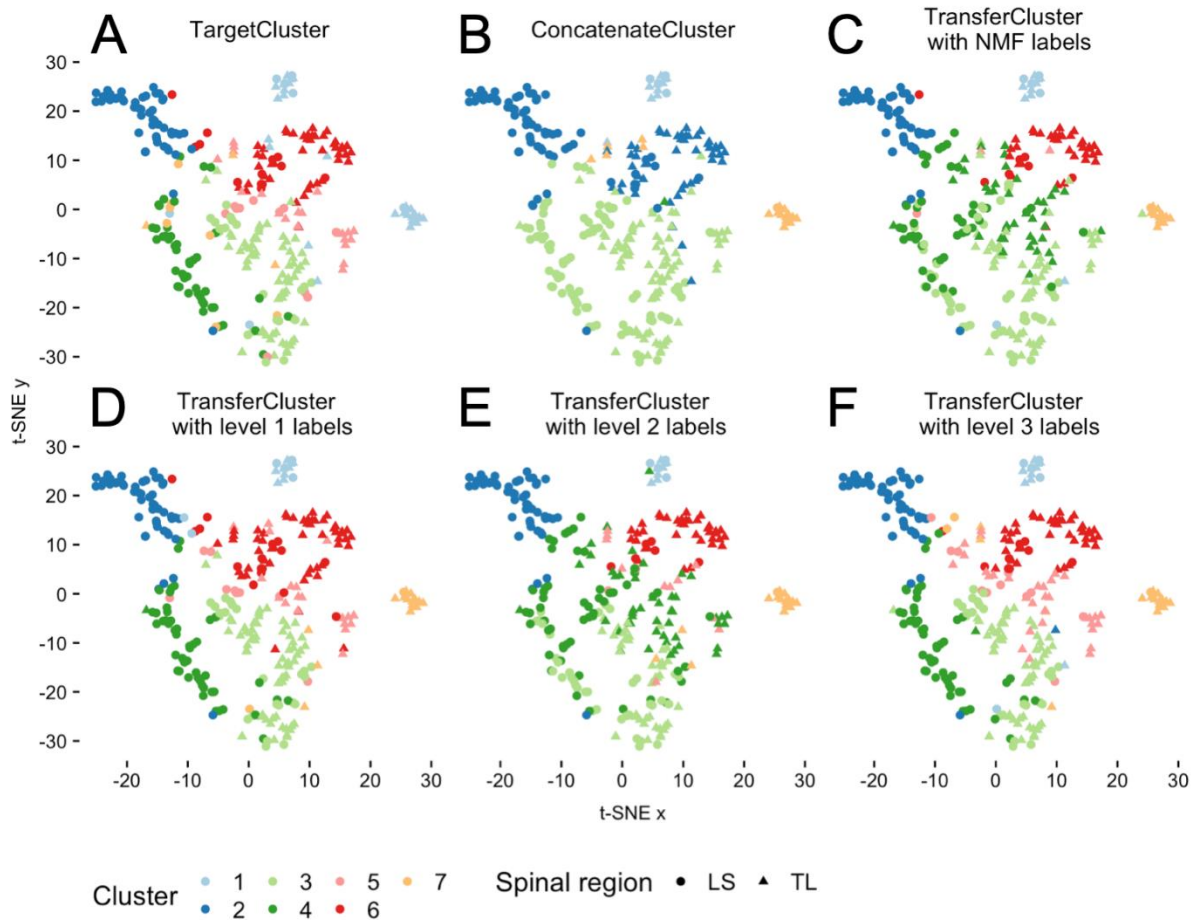 A TargetCluster
B ConcatenateCluster
C TransferCluster
with NMF labels
30
20
10
0
-10
-20
-30
D TransferCluster
with level 1 labels
E TransferCluster
with level 2 labels
F TransferCluster
with level 3 labels
t-SNE y
30
20
10
0
-10
-20
-30
-20 -10 0 10 20 30
-20 -10 0 10 20 30
-20 -10 0 10 20 30
t-SNE x
Cluster 1 3 5 7
2 4 6
Spinal region LS TL